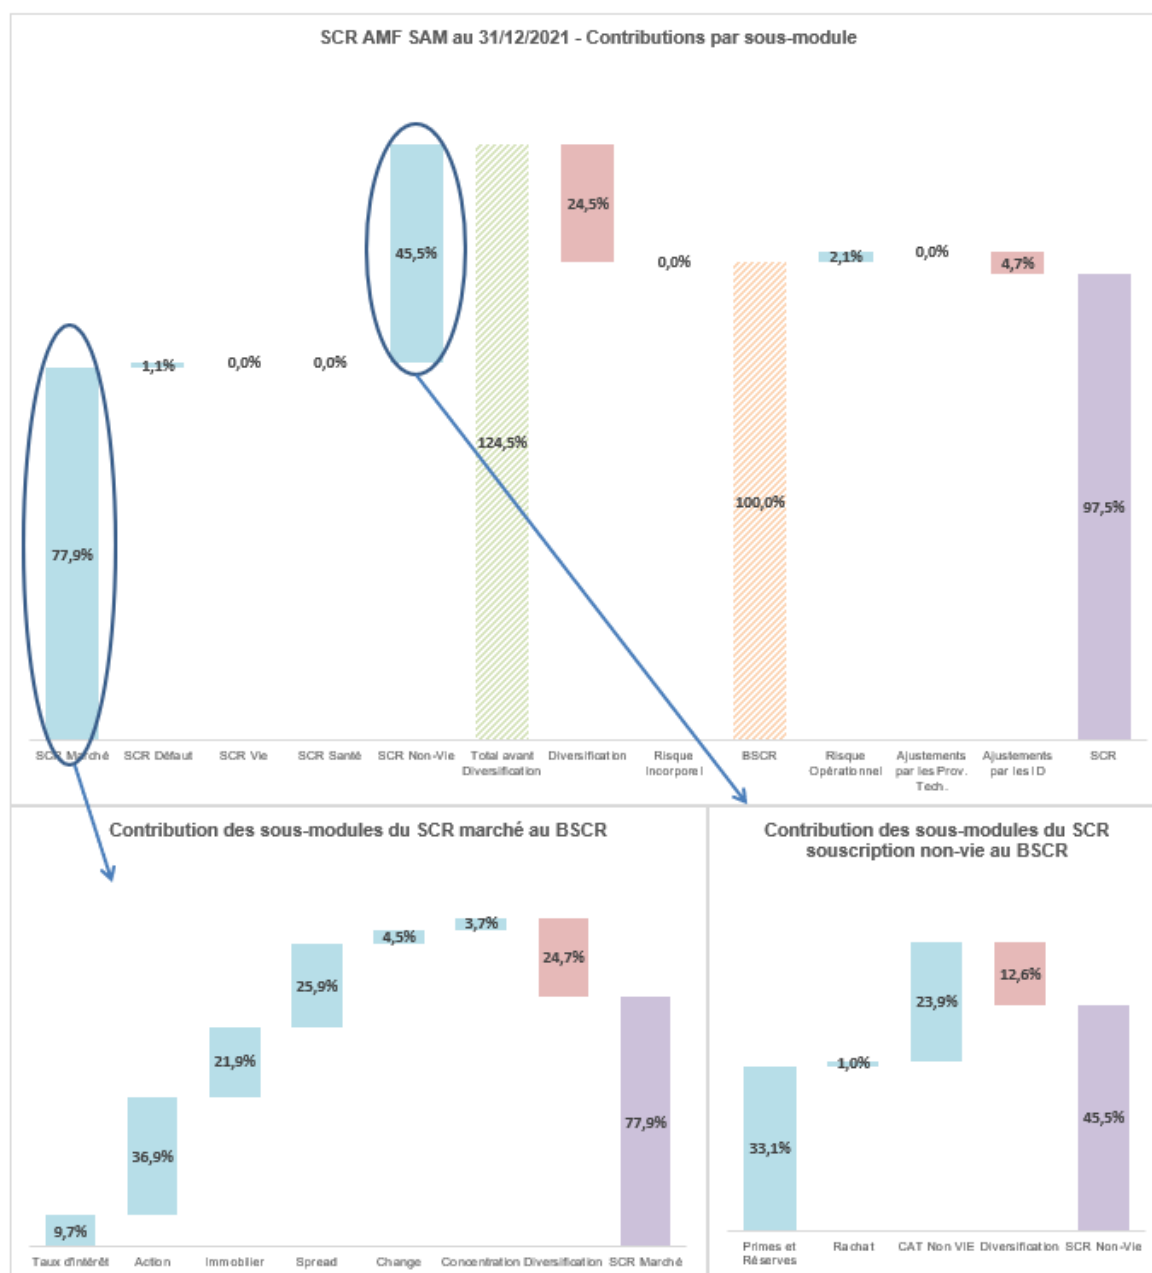 SCR AMF SAM au 31/12/2021 - Contributions par sous-module
24,5%
45,5%
0,0%
2,1%
0,0%
4,7%
1,1%
0,0%
0,0%
124,5%
100,0%
97,5%
77,9%
SCR Marché
SCR Défaut
SCR Vie
SCR Santé
SCR Non-Vie
Total avant
Diversification
Diversification
Risque
Incorporel
BSCR
Risque
Opérationnel
Ajustements
par les Prov.
Tech.
Ajustements
par les ID
SCR
Contribution des sous-modules du SCR marché au BSCR
3,7%
4,5%
24,7%
25,9%
21,9%
77,9%
36,9%
9,7%
Taux d'intérêt
Action
Immobilier
Spread
Change
Concentration
Diversification
SCR Marché
Contribution des sous-modules du SCR
souscription non-vie au BSCR
12,6%
23,9%
1,0%
45,5%
33,1%
Primes et
Réserves
Rachat
CAT Non VIE
Diversification
SCR Non-Vie